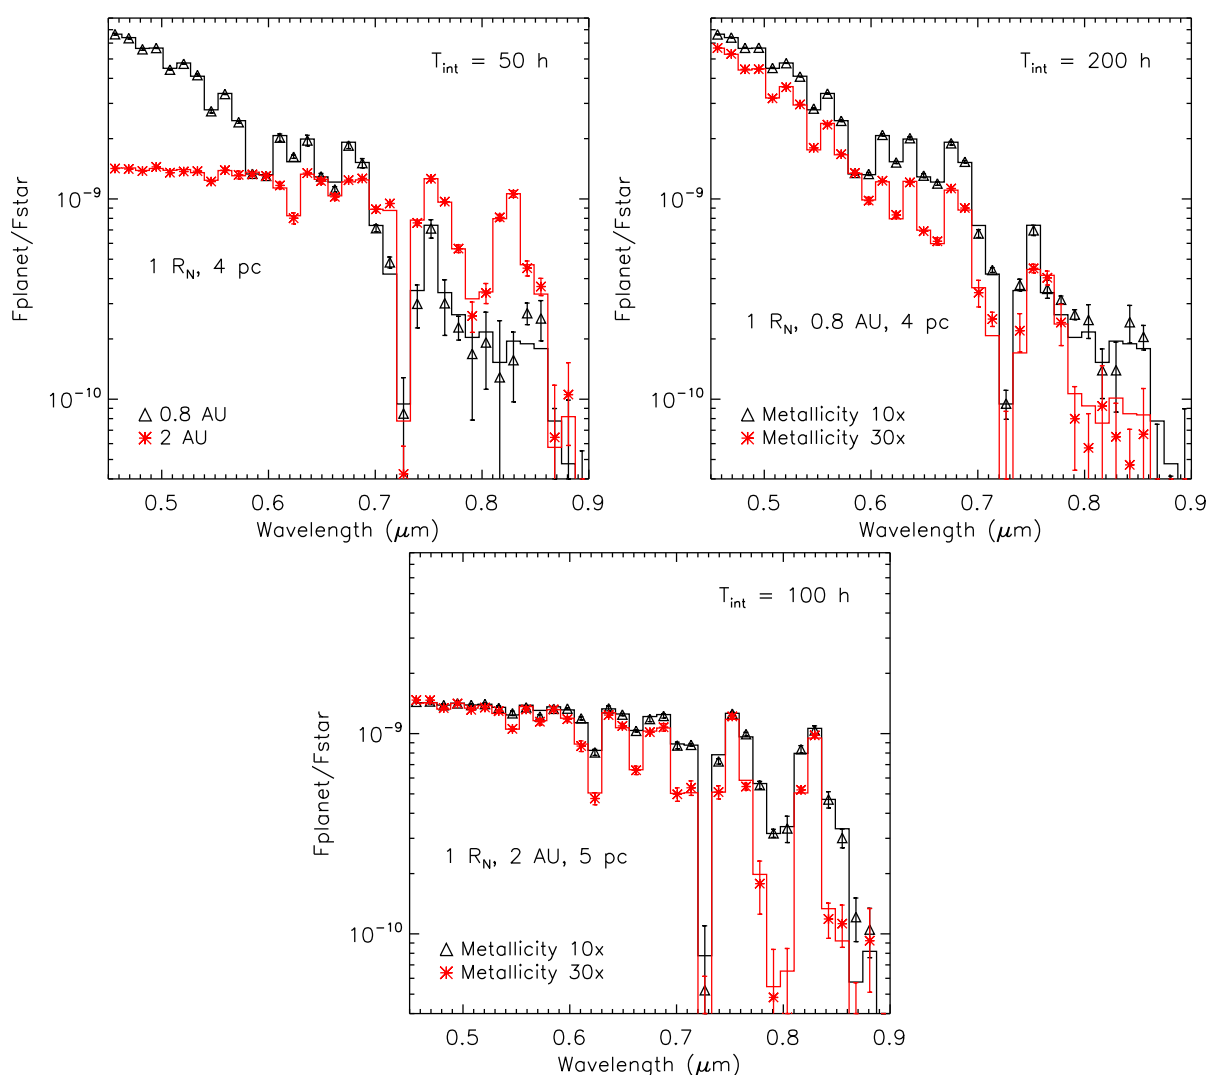 T_int = 50 h
Fplanet/Fstar
10^-9
10^-10
1 R_N, 4 pc
0.8 AU
2 AU
0.5 0.6 0.7 0.8 0.9
Wavelength (μm)
T_int = 200 h
Fplanet/Fstar
10^-9
10^-10
1 R_N, 0.8 AU, 4 pc
Metallicity 10x
Metallicity 30x
0.5 0.6 0.7 0.8 0.9
Wavelength (μm)
T_int = 100 h
Fplanet/Fstar
10^-9
10^-10
1 R_N, 2 AU, 5 pc
Metallicity 10x
Metallicity 30x
0.5 0.6 0.7 0.8 0.9
Wavelength (μm)